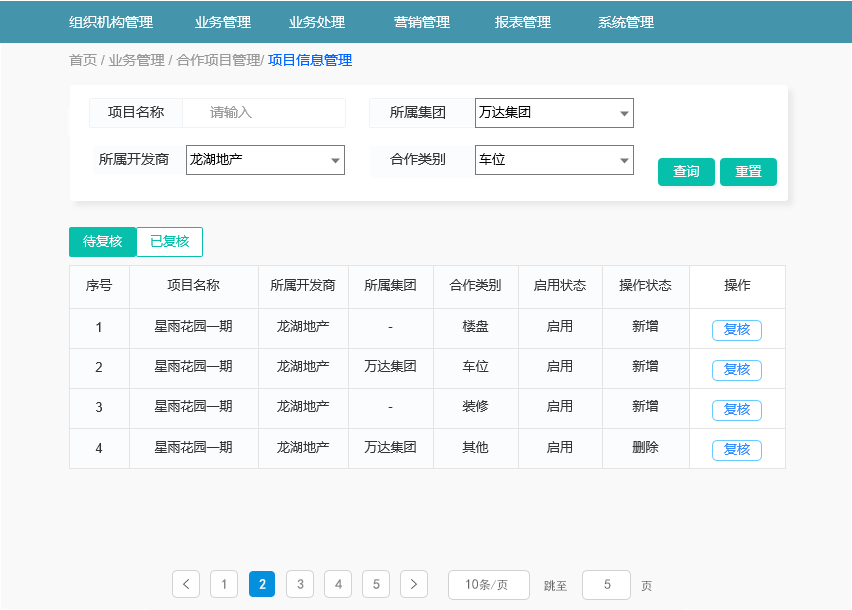 组织机构管理 业务管理 业务处理 营销管理 报表管理 系统管理
首页 / 业务管理 / 合作项目管理/ 项目信息管理
项目名称 请输入 所属集团 万达集团
所属开发商 龙湖地产 合作类别 车位
查询 重置
待复核 已复核
序号 项目名称 所属开发商 所属集团 合作类别 启用状态 操作状态 操作
1 星雨花园一期 龙湖地产 - 楼盘 启用 新增 复核
2 星雨花园一期 龙湖地产 万达集团 车位 启用 新增 复核
3 星雨花园一期 龙湖地产 - 装修 启用 新增 复核
4 星雨花园一期 龙湖地产 万达集团 其他 启用 删除 复核
< 1 2 3 4 5 > 10条/页 跳至 5 页